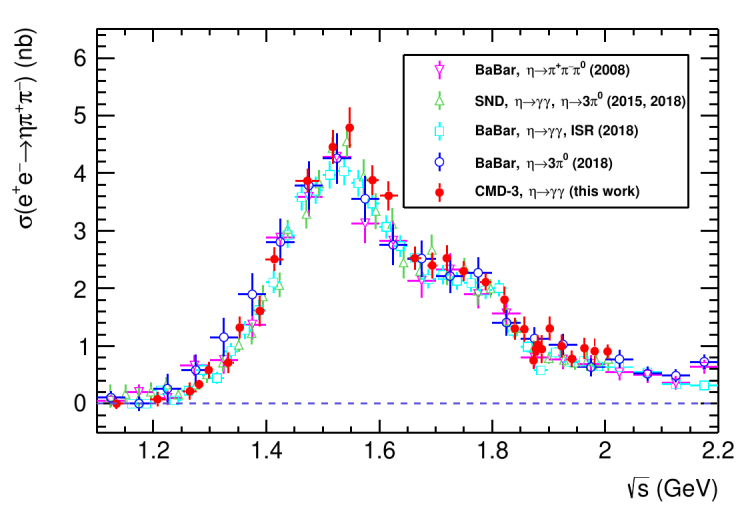 σ(e⁺e⁻→ηπ⁺π⁻) (nb)
6
5
4
3
2
1
0
BaBar, η→π⁺π⁻π⁰ (2008)
SND, η→γγ, η→3π⁰ (2015, 2018)
BaBar, η→γγ, ISR (2018)
BaBar, η→3π⁰ (2018)
CMD-3, η→γγ (this work)
1.2 1.4 1.6 1.8 2 2.2
√s (GeV)